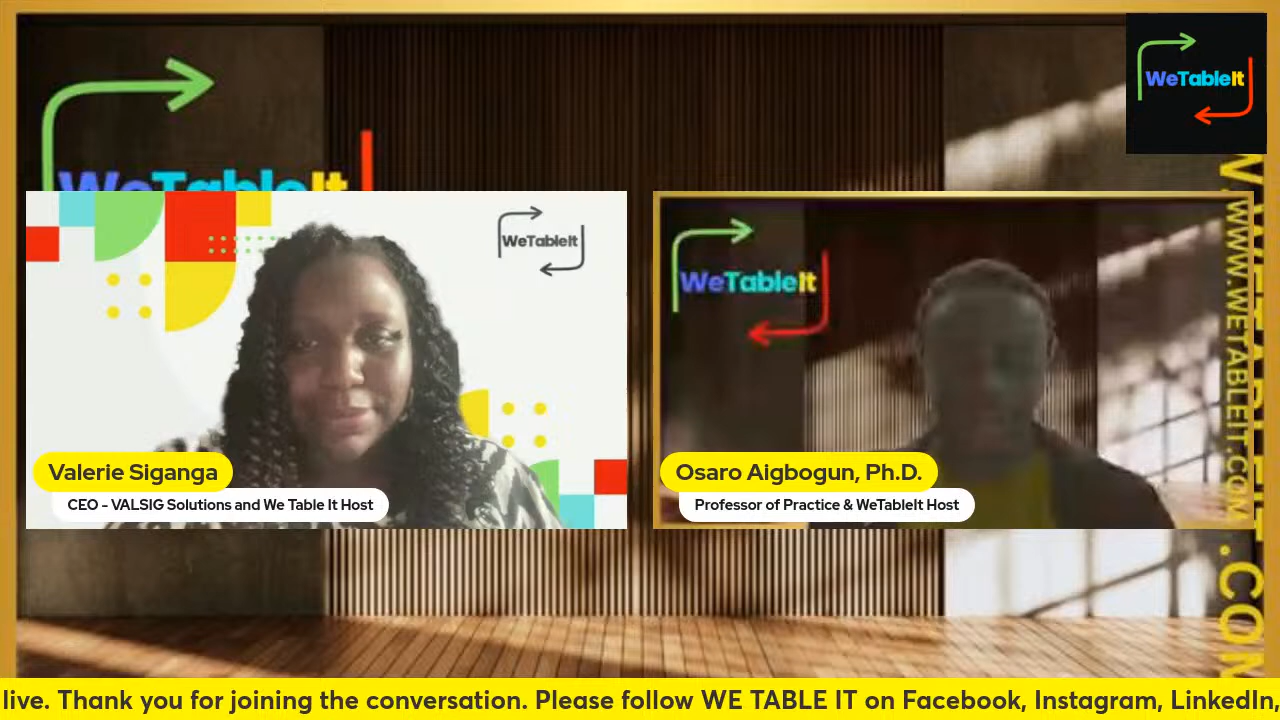 WeTableIt
WeTableIt
WeTableIt
WeTableIt
WWW.WETABLEIT.COM
.COM
Valerie Siganga
CEO - VALSIG Solutions and We Table It Host
Osaro Aigbogun, Ph.D.
Professor of Practice & WeTableIt Host
live. Thank you for joining the conversation. Please follow WE TABLE IT on Facebook, Instagram, LinkedIn,